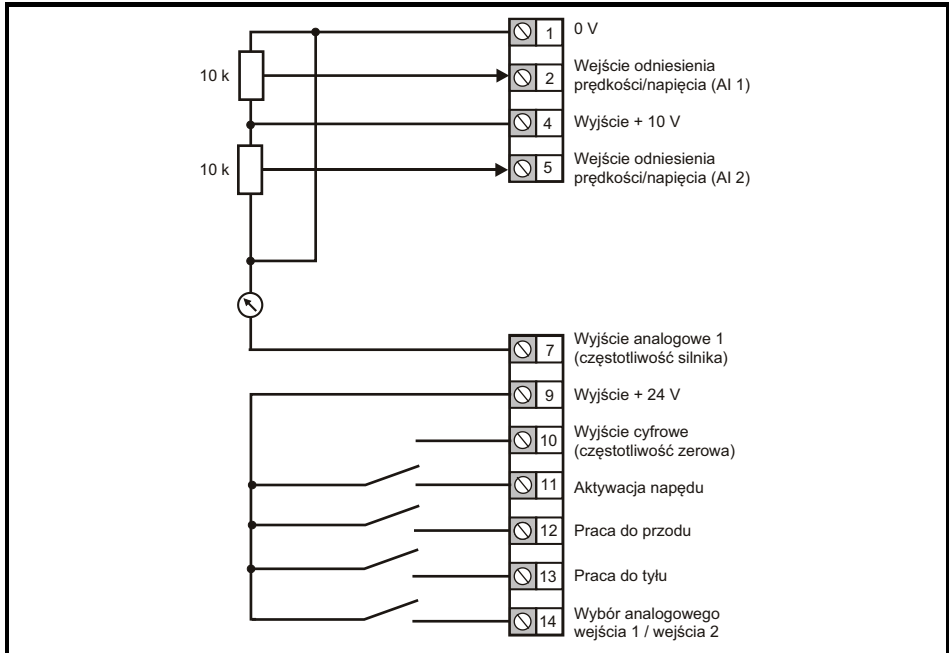 1 0 V
10 k
2 Wejście odniesienia
prędkości/napięcia (AI 1)
4 Wyjście + 10 V
10 k
5 Wejście odniesienia
prędkości/napięcia (AI 2)
7 Wyjście analogowe 1
(częstotliwość silnika)
9 Wyjście + 24 V
10 Wyjście cyfrowe
(częstotliwość zerowa)
11 Aktywacja napędu
12 Praca do przodu
13 Praca do tyłu
14 Wybór analogowego
wejścia 1 / wejścia 2